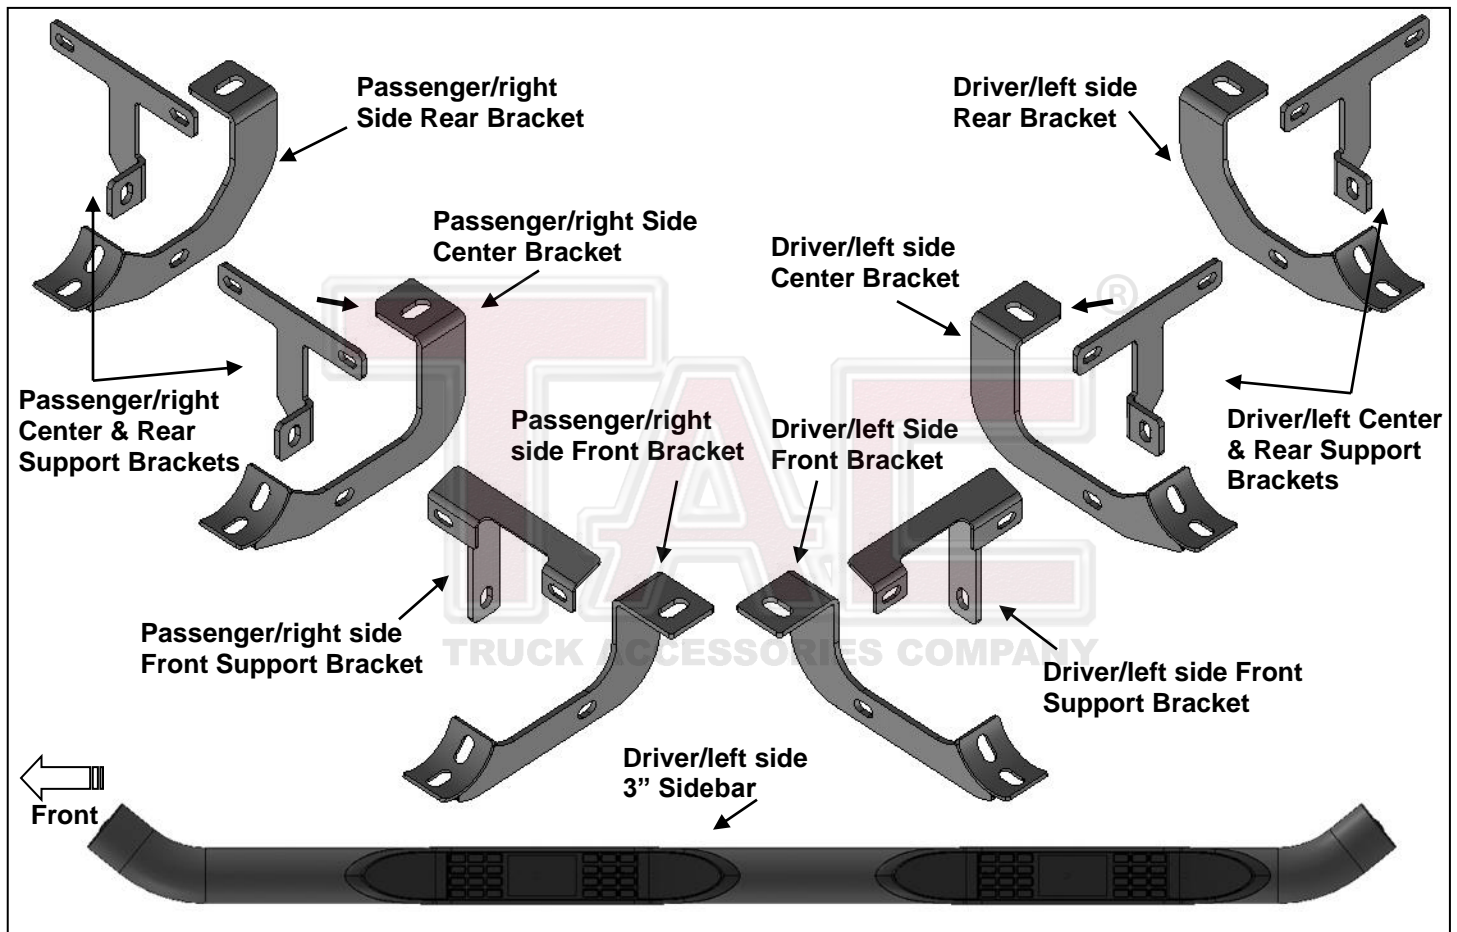 Passenger/right
Side Rear Bracket
Driver/left side
Rear Bracket
Passenger/right Side
Center Bracket
Driver/left side
Center Bracket
®
Passenger/right
Center & Rear
Support Brackets
Passenger/right
side Front Bracket
Driver/left Side
Front Bracket
Driver/left Center
& Rear Support
Brackets
TAC
Passenger/right side
Front Support Bracket
TRUCK ACCESSORIES COMPANY
Driver/left side Front
Support Bracket
Driver/left side
3” Sidebar
Front